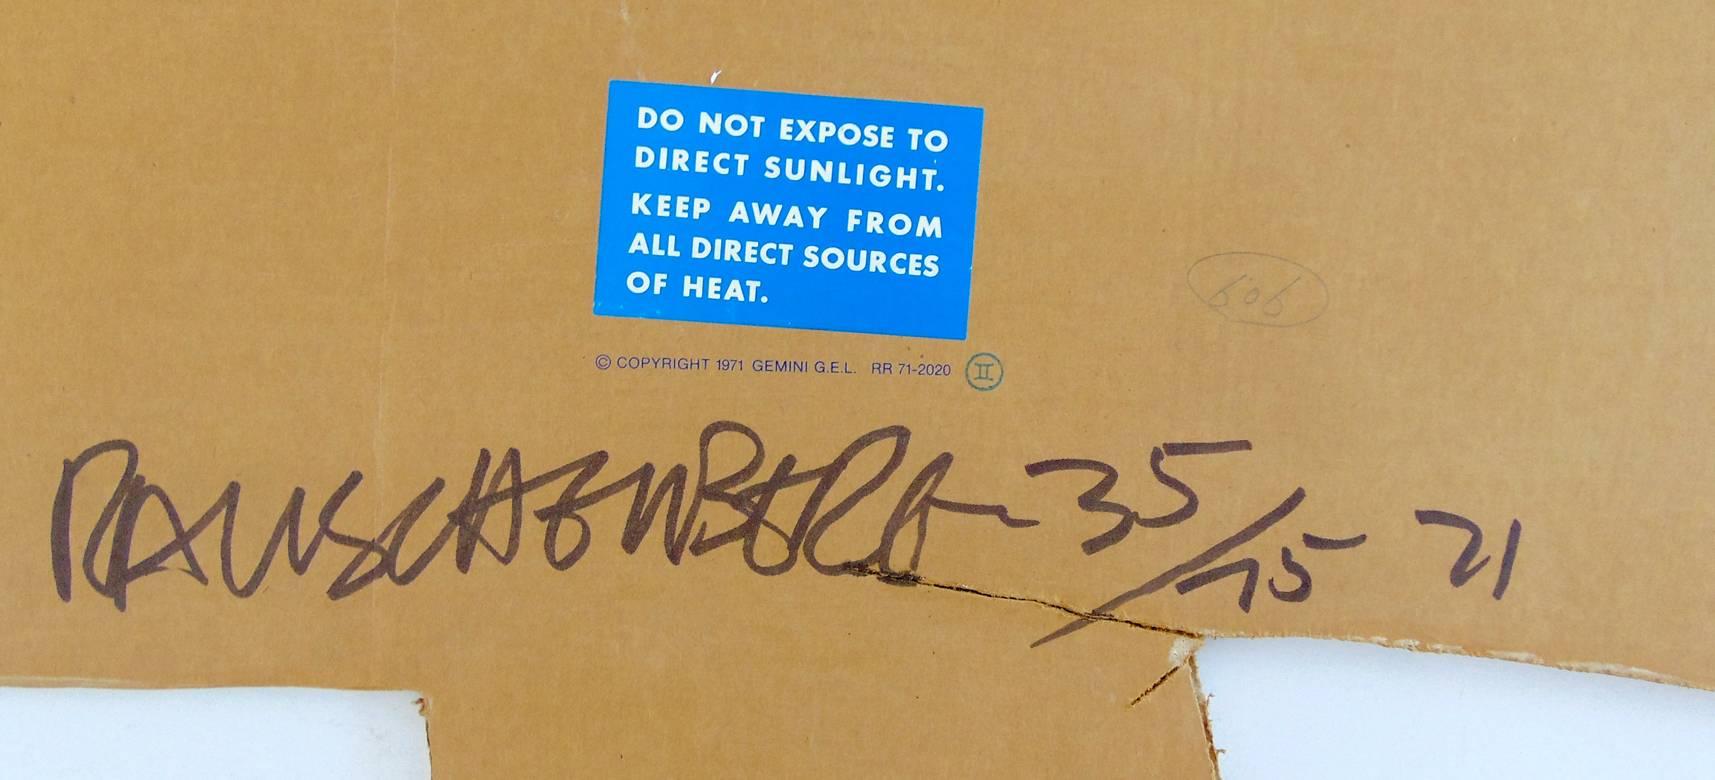 DO NOT EXPOSE TO
DIRECT SUNLIGHT.
KEEP AWAY FROM
ALL DIRECT SOURCES
OF HEAT.
606
© COPYRIGHT 1971 GEMINI G.E.L. RR 71-2020 II
RAUSCHENBERG 35/75 71